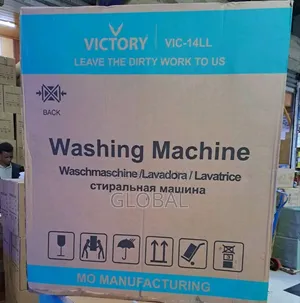 VICTORY | VIC-14LL
LEAVE THE DIRTY WORK TO US
BACK
Washing Machine
Waschmaschine/Lavadora/Lavatrice
стиральная машина
GLOBAL
MO MANUFACTURING